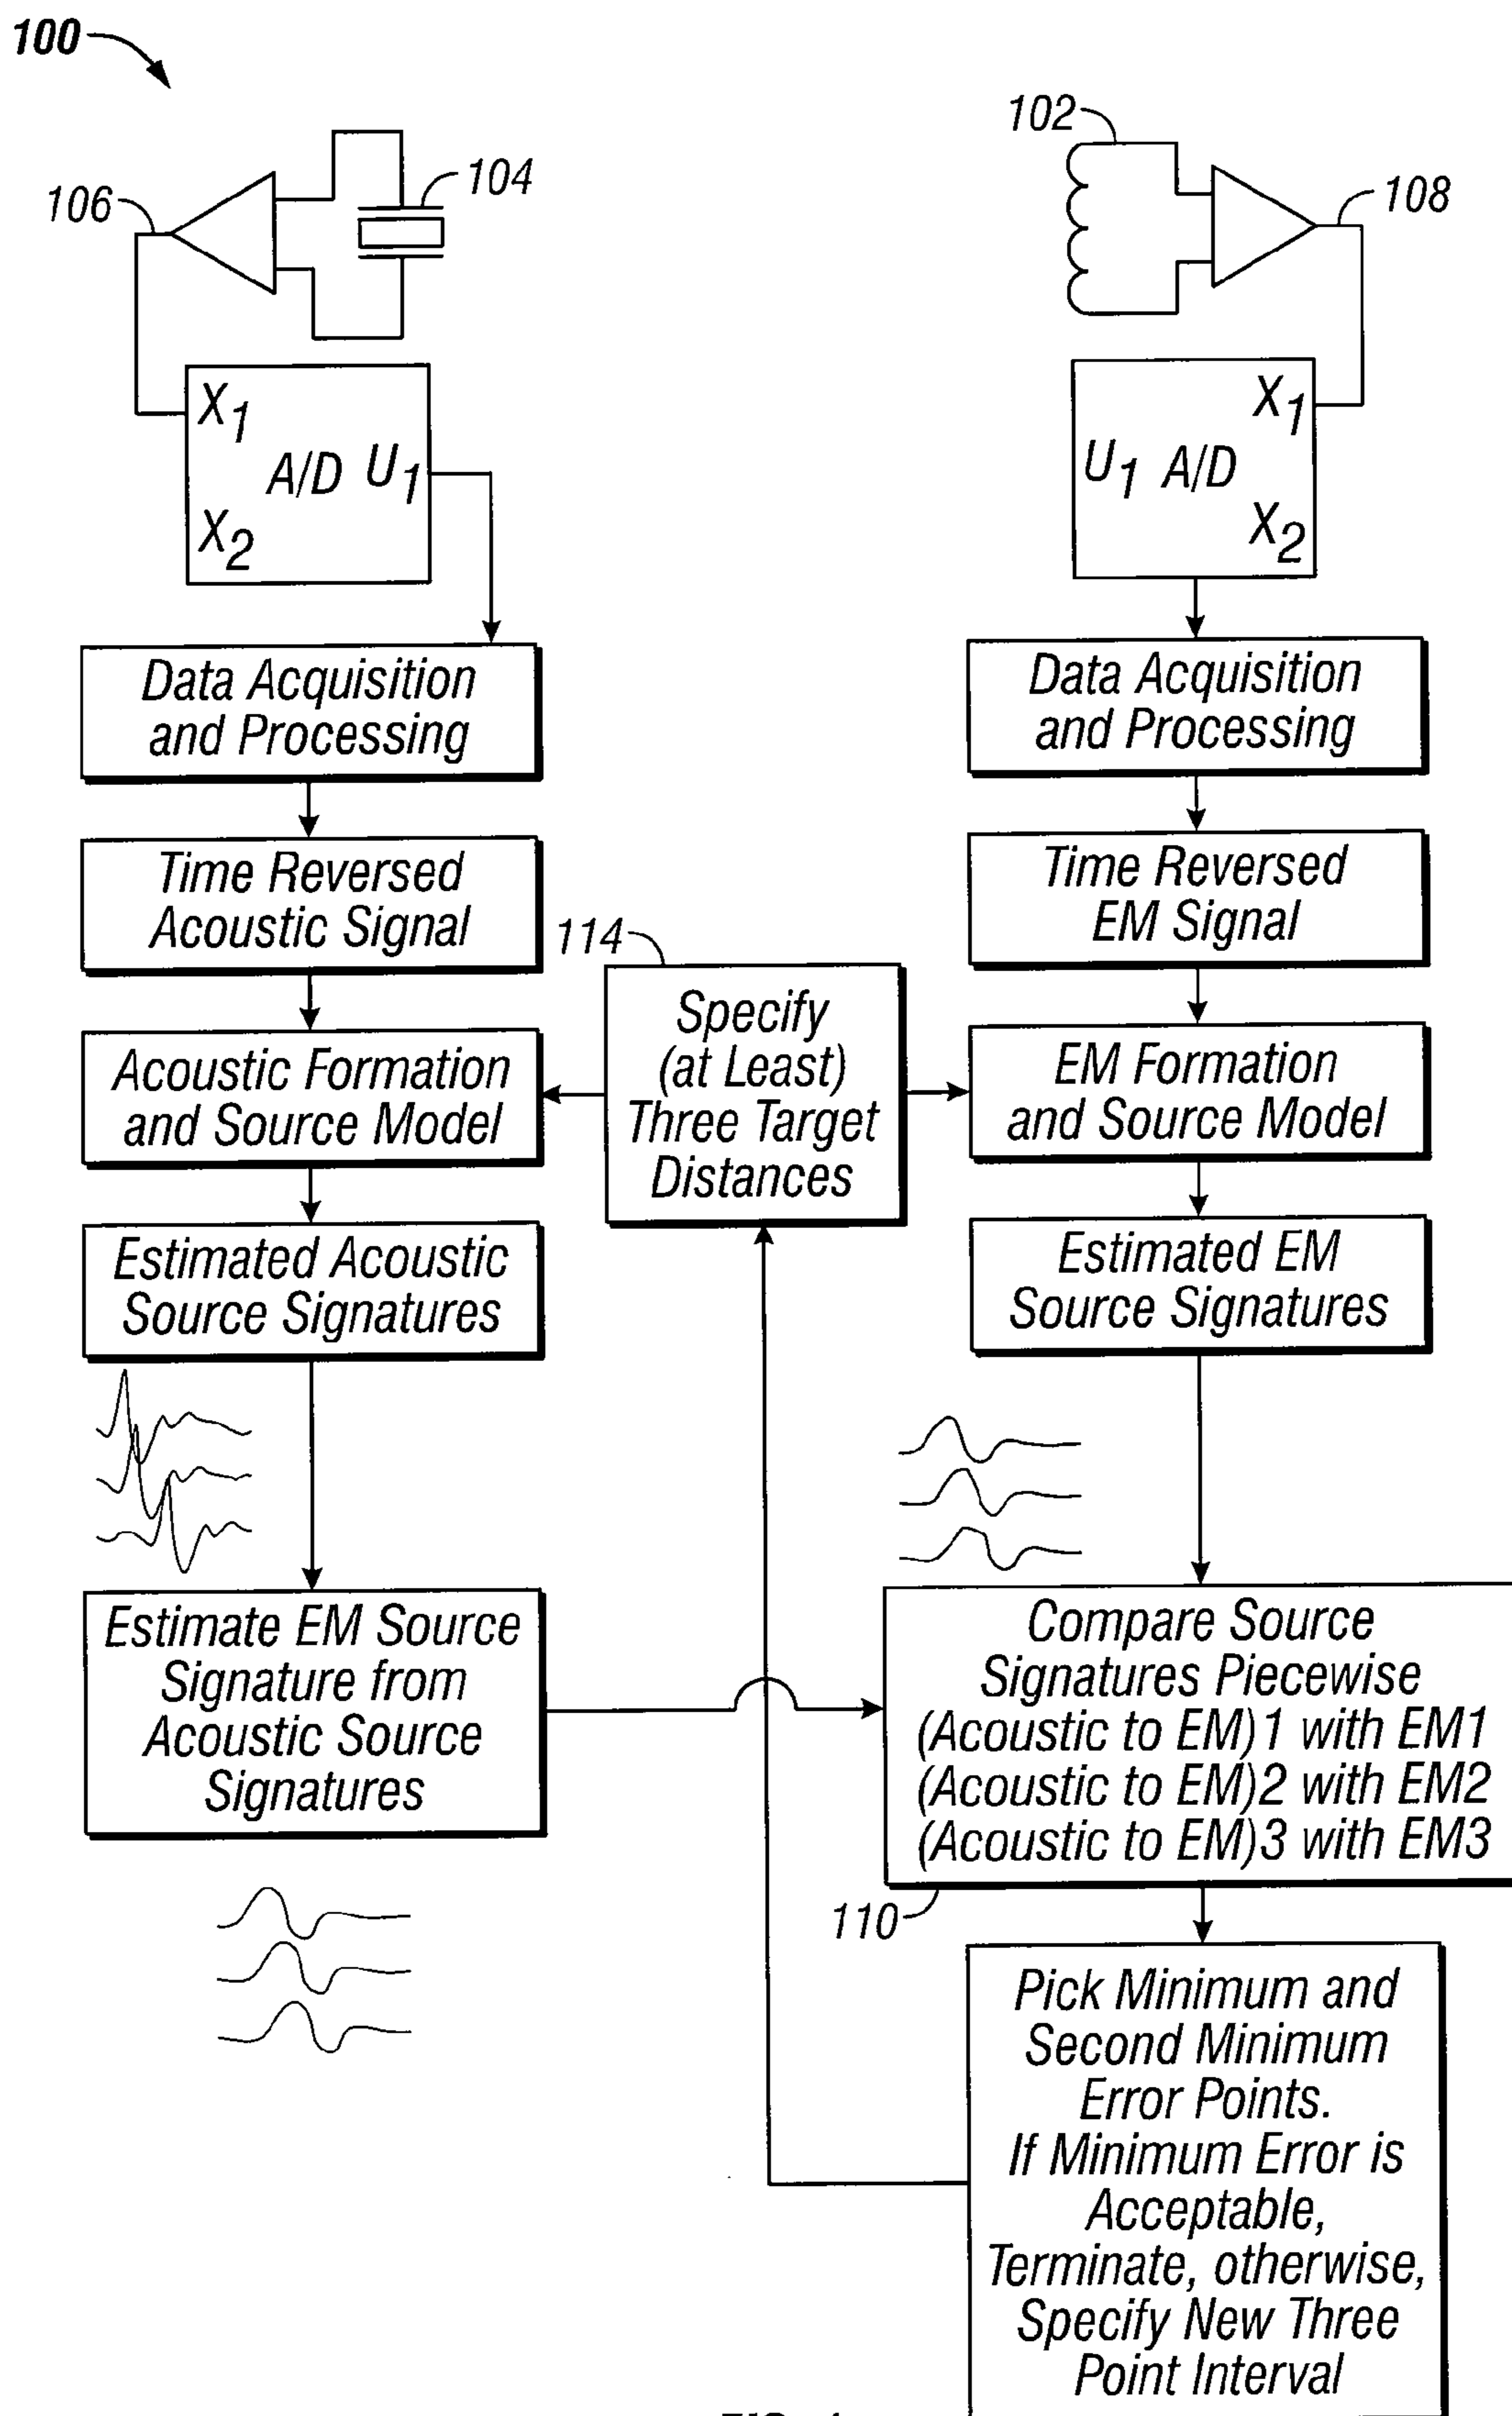 100
104
106
X1
A/D U1
X2
102
108
X1
U1 A/D
X2
Data Acquisition
and Processing
Data Acquisition
and Processing
Time Reversed
Acoustic Signal
Time Reversed
EM Signal
114
Specify
(at Least)
Three Target
Distances
Acoustic Formation
and Source Model
EM Formation
and Source Model
Estimated Acoustic
Source Signatures
Estimated EM
Source Signatures
Estimate EM Source
Signature from
Acoustic Source
Signatures
Compare Source
Signatures Piecewise
(Acoustic to EM)1 with EM1
(Acoustic to EM)2 with EM2
(Acoustic to EM)3 with EM3
110
Pick Minimum and
Second Minimum
Error Points.
If Minimum Error is
Acceptable,
Terminate, otherwise,
Specify New Three
Point Interval